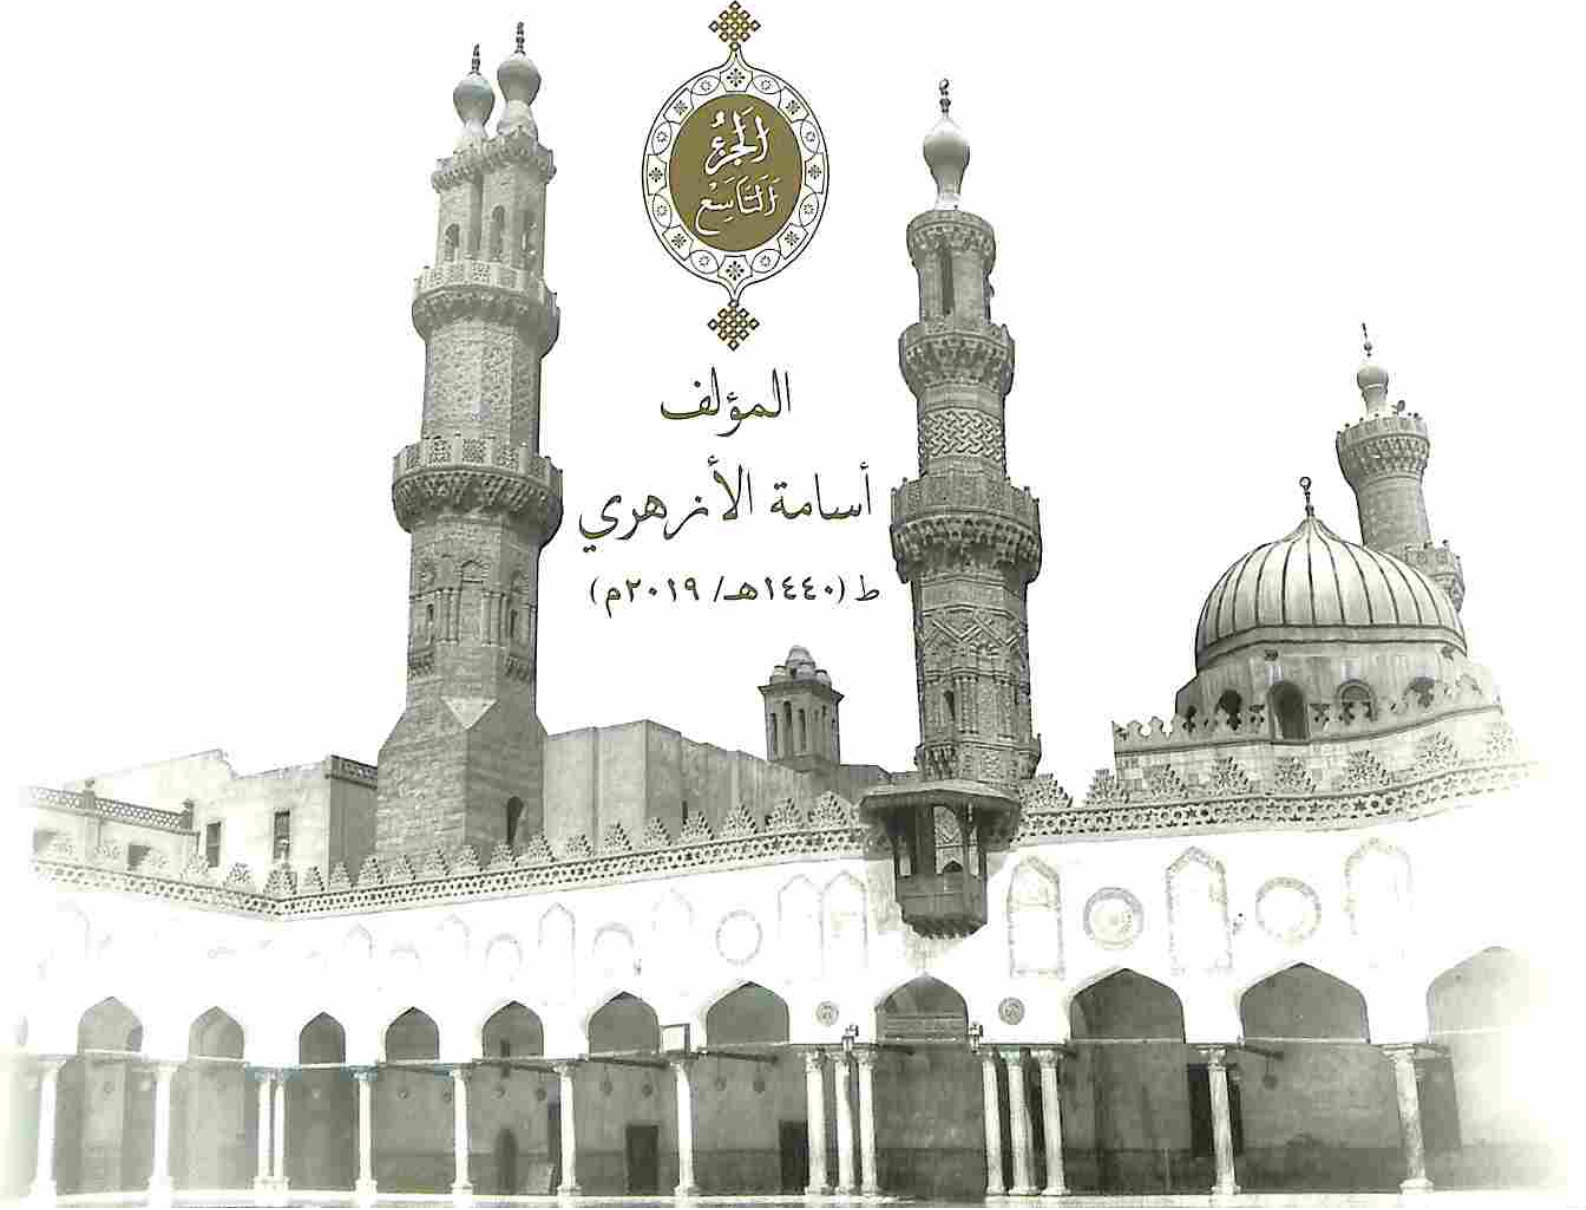 الجزء
التاسع
المؤلف
أسامة الأزهري
ط (١٤٤٠هـ/ ٢٠١٩م)